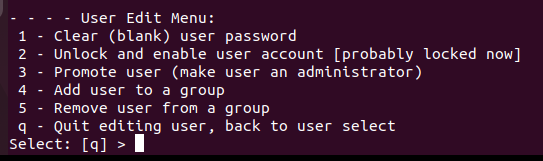 - - - - User Edit Menu:
 1 - Clear (blank) user password
 2 - Unlock and enable user account [probably locked now]
 3 - Promote user (make user an administrator)
 4 - Add user to a group
 5 - Remove user from a group
 q - Quit editing user, back to user select
Select: [q] >